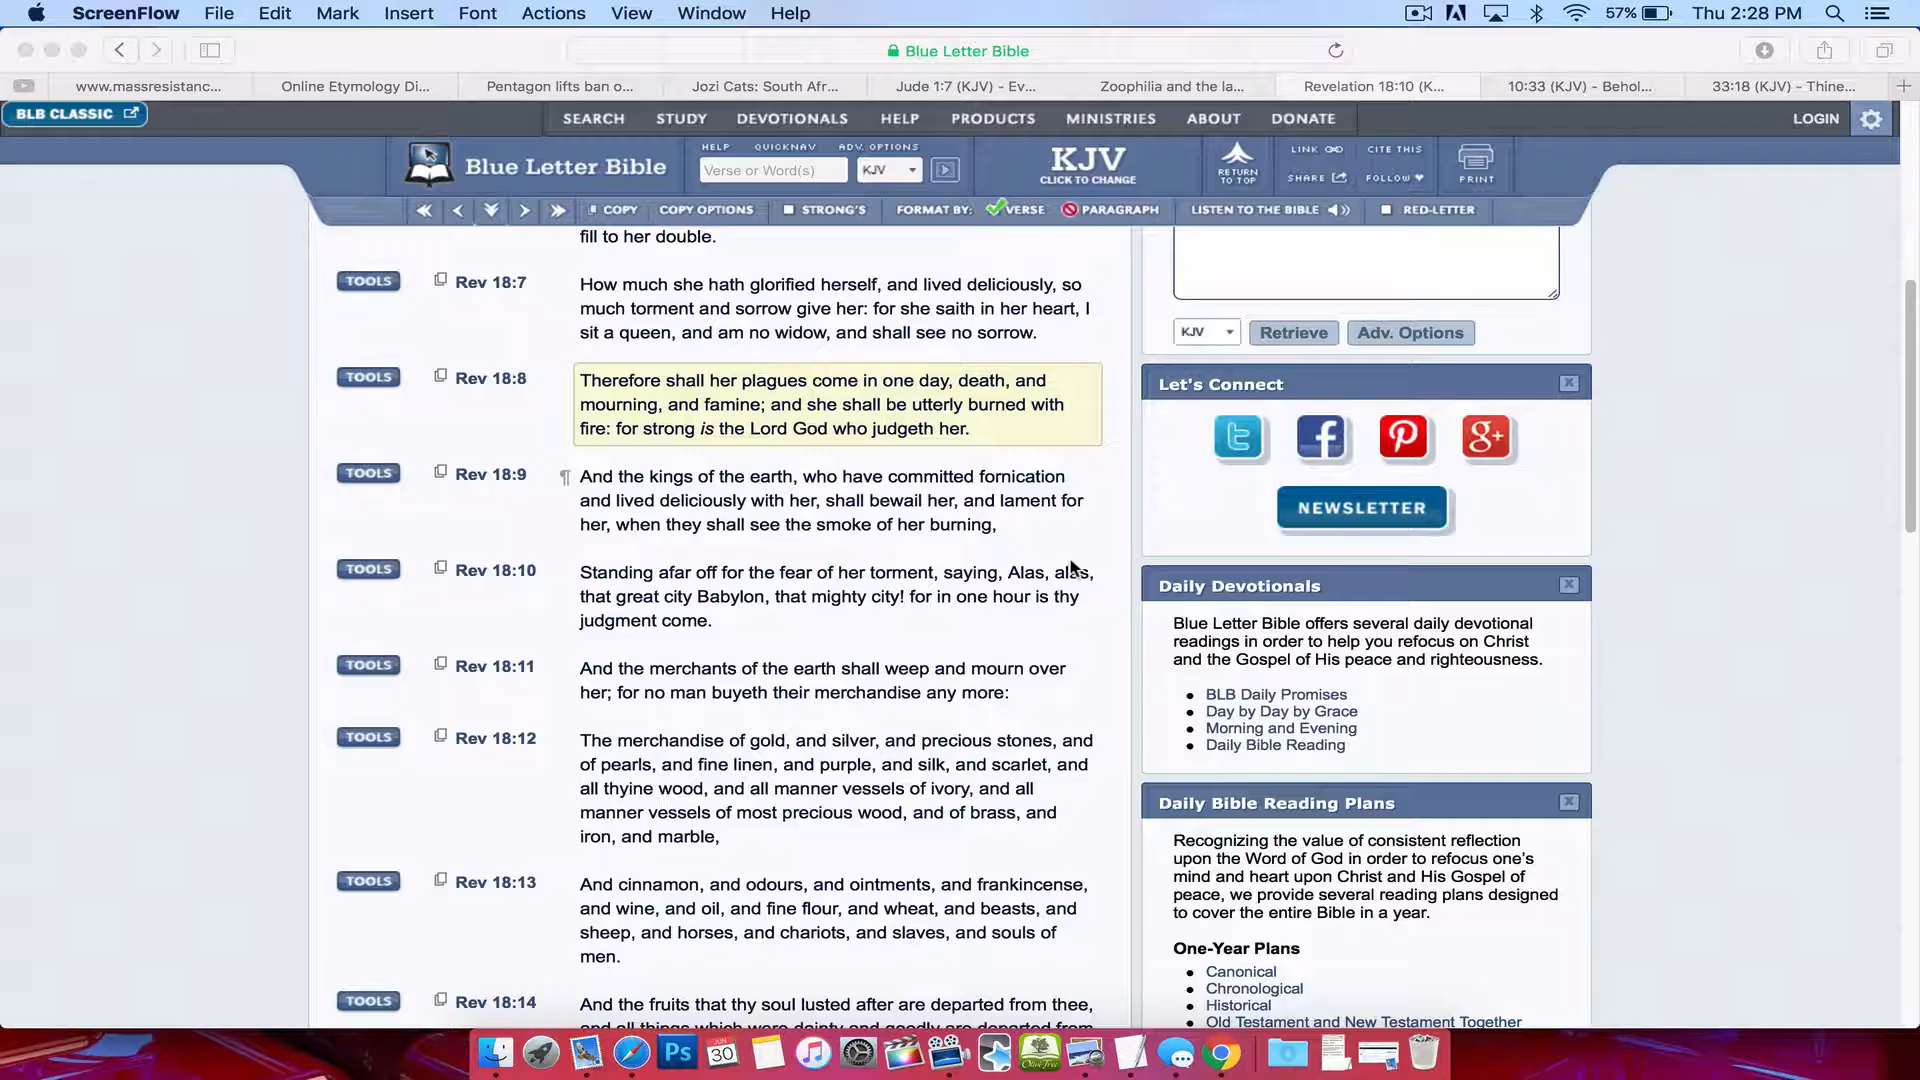 ScreenFlow File Edit Mark Insert Font Actions View Window Help 57% Thu 2:28 PM
Blue Letter Bible
www.massresistanc... Online Etymology Di... Pentagon lifts ban o... Jozi Cats: South Afr... Jude 1:7 (KJV) - Ev... Zoophilia and the la... Revelation 18:10 (K... 10:33 (KJV) - Behol... 33:18 (KJV) - Thine...
BLB CLASSIC SEARCH STUDY DEVOTIONALS HELP PRODUCTS MINISTRIES ABOUT DONATE LOGIN
HELP QUICKNAV ADV. OPTIONS
Blue Letter Bible
Verse or Word(s) KJV
KJV
CLICK TO CHANGE
RETURN
TO TOP
LINK CITE THIS
SHARE FOLLOW
PRINT
COPY COPY OPTIONS STRONG'S FORMAT BY: VERSE PARAGRAPH LISTEN TO THE BIBLE RED-LETTER
fill to her double.
TOOLS Rev 18:7 How much she hath glorified herself, and lived deliciously, so
much torment and sorrow give her: for she saith in her heart, I
sit a queen, and am no widow, and shall see no sorrow.
TOOLS Rev 18:8 Therefore shall her plagues come in one day, death, and
mourning, and famine; and she shall be utterly burned with
fire: for strong is the Lord God who judgeth her.
TOOLS Rev 18:9 ¶ And the kings of the earth, who have committed fornication
and lived deliciously with her, shall bewail her, and lament for
her, when they shall see the smoke of her burning,
TOOLS Rev 18:10 Standing afar off for the fear of her torment, saying, Alas, alas,
that great city Babylon, that mighty city! for in one hour is thy
judgment come.
TOOLS Rev 18:11 And the merchants of the earth shall weep and mourn over
her; for no man buyeth their merchandise any more:
TOOLS Rev 18:12 The merchandise of gold, and silver, and precious stones, and
of pearls, and fine linen, and purple, and silk, and scarlet, and
all thyine wood, and all manner vessels of ivory, and all
manner vessels of most precious wood, and of brass, and
iron, and marble,
TOOLS Rev 18:13 And cinnamon, and odours, and ointments, and frankincense,
and wine, and oil, and fine flour, and wheat, and beasts, and
sheep, and horses, and chariots, and slaves, and souls of
men.
TOOLS Rev 18:14 And the fruits that thy soul lusted after are departed from thee,
and all things which were dainty and goodly are departed from
KJV Retrieve Adv. Options
Let's Connect
NEWSLETTER
Daily Devotionals
Blue Letter Bible offers several daily devotional
readings in order to help you refocus on Christ
and the Gospel of His peace and righteousness.
BLB Daily Promises
Day by Day by Grace
Morning and Evening
Daily Bible Reading
Daily Bible Reading Plans
Recognizing the value of consistent reflection
upon the Word of God in order to refocus one's
mind and heart upon Christ and His Gospel of
peace, we provide several reading plans designed
to cover the entire Bible in a year.
One-Year Plans
Canonical
Chronological
Historical
Old Testament and New Testament Together
Ps
JUN
30
OliveTree